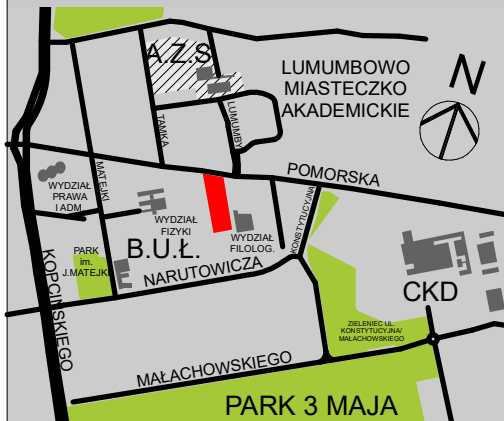 A.Z.S
LUMUMBOWO
MIASTECZKO
AKADEMICKIE
N
TAMKA
LUMUMBY
MATEJKI
POMORSKA
WYDZIAŁ
PRAWA
I ADM.
WYDZIAŁ
FIZYKI
WYDZIAŁ
FILOLOG.
KONSTYTUCYJNA
PARK
im.
J.MATEJKI
B.U.Ł.
NARUTOWICZA
KOPCIŃSKIEGO
CKD
ZIELENIEC UL.
KONSTYTUCYJNA/
MAŁACHOWSKIEGO
MAŁACHOWSKIEGO
PARK 3 MAJA